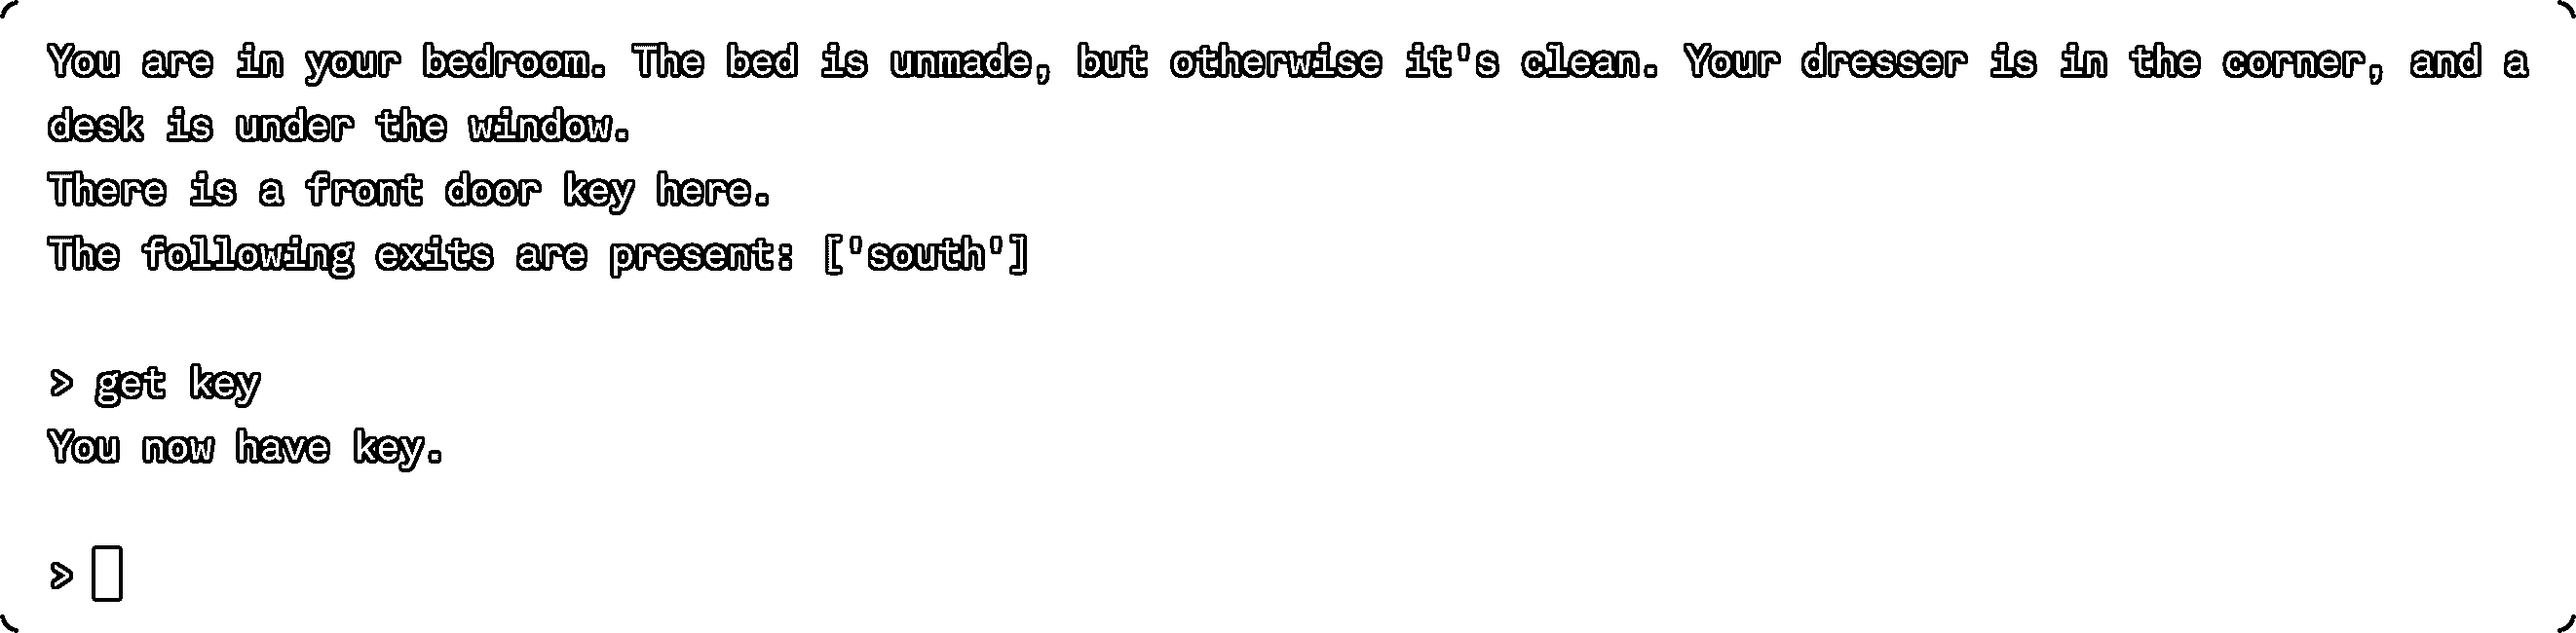 You are in your bedroom. The bed is unmade, but otherwise it's clean. Your dresser is in the corner, and a
desk is under the window.
There is a front door key here.
The following exits are present: ['south']
> get key
You now have key.
>